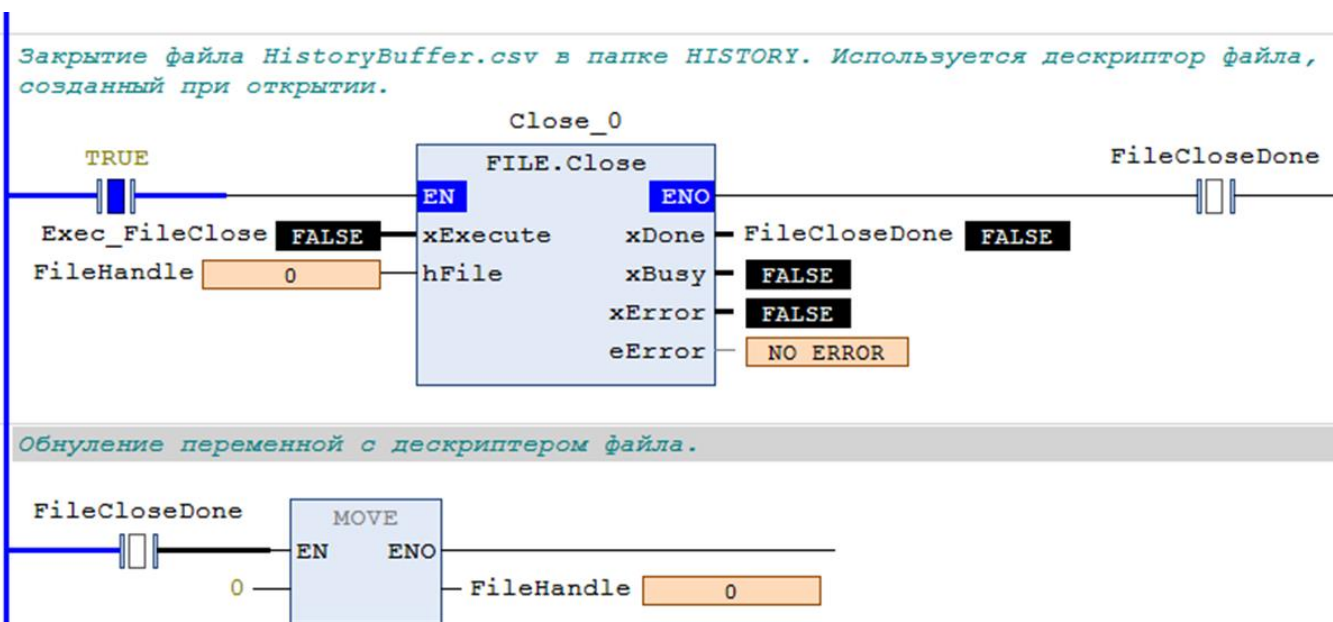 Закрытие файла HistoryBuffer.csv в папке HISTORY. Используется дескриптор файла,
созданный при открытии.
Close_0
TRUE
FILE.Close
FileCloseDone
EN ENO
Exec_FileClose FALSE xExecute xDone FileCloseDone FALSE
FileHandle 0 hFile xBusy FALSE
xError FALSE
eError NO ERROR
Обнуление переменной с дескриптером файла.
FileCloseDone
MOVE
EN ENO
0 FileHandle 0